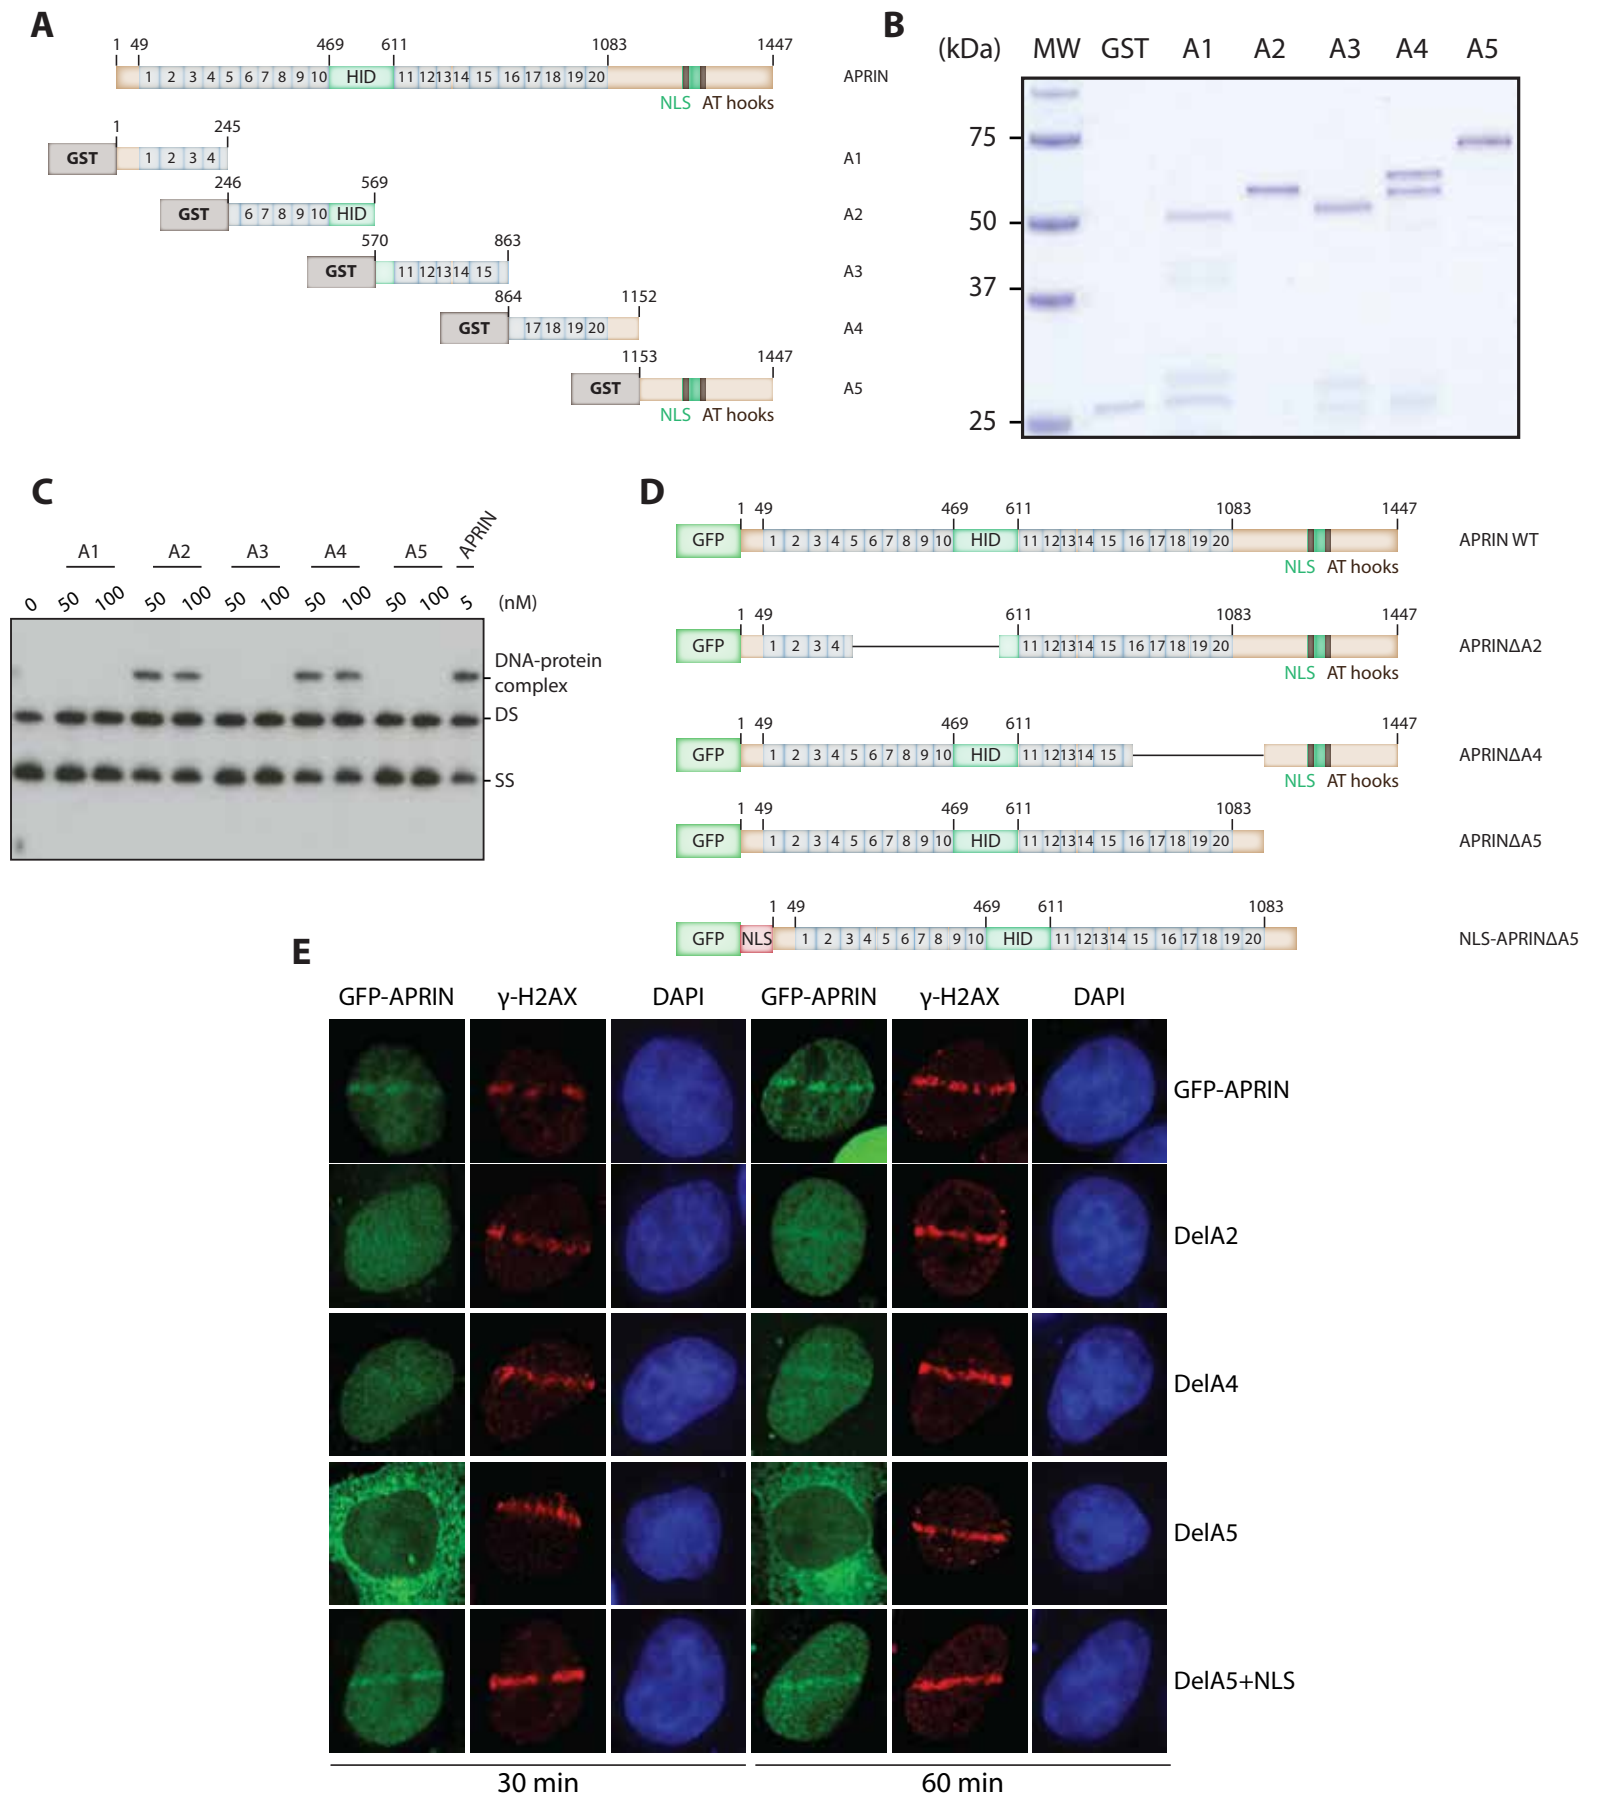 A
1 49 469 611 1083 1447
1 2 3 4 5 6 7 8 9 10 HID 11 12 13 14 15 16 17 18 19 20 APRIN
NLS AT hooks
1 245
GST 1 2 3 4 A1
246 569
GST 6 7 8 9 10 HID A2
570 863
GST 11 12 13 14 15 A3
864 1152
GST 17 18 19 20 A4
1153 1447
GST A5
NLS AT hooks
B
(kDa) MW GST A1 A2 A3 A4 A5
75
50
37
25
C
A1 A2 A3 A4 A5 APRIN
0 50 100 50 100 50 100 50 100 50 100 5 (nM)
DNA-protein
complex
DS
SS
D
1 49 469 611 1083 1447
GFP 1 2 3 4 5 6 7 8 9 10 HID 11 12 13 14 15 16 17 18 19 20 APRIN WT
NLS AT hooks
1 49 611 1083 1447
GFP 1 2 3 4 11 12 13 14 15 16 17 18 19 20 APRINΔA2
NLS AT hooks
1 49 469 611 1447
GFP 1 2 3 4 5 6 7 8 9 10 HID 11 12 13 14 15 APRINΔA4
NLS AT hooks
1 49 469 611 1083
GFP 1 2 3 4 5 6 7 8 9 10 HID 11 12 13 14 15 16 17 18 19 20 APRINΔA5
1 49 469 611 1083
GFP NLS 1 2 3 4 5 6 7 8 9 10 HID 11 12 13 14 15 16 17 18 19 20 NLS-APRINΔA5
E
GFP-APRIN γ-H2AX DAPI GFP-APRIN γ-H2AX DAPI
GFP-APRIN
DelA2
DelA4
DelA5
DelA5+NLS
30 min 60 min